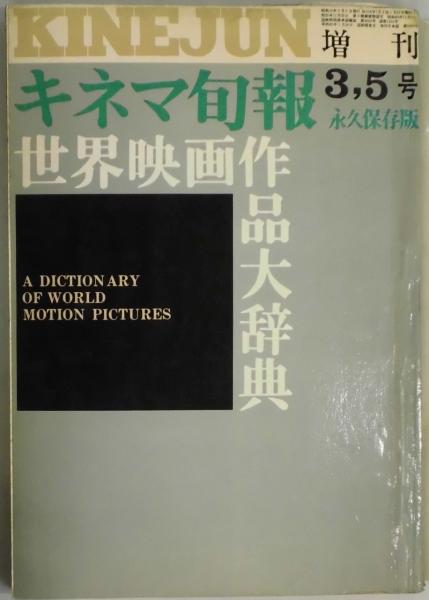 KINEJUN
増刊
キネマ旬報
3,5号
永久保存版
世界映画作品大辞典
A DICTIONARY
OF WORLD
MOTION PICTURES